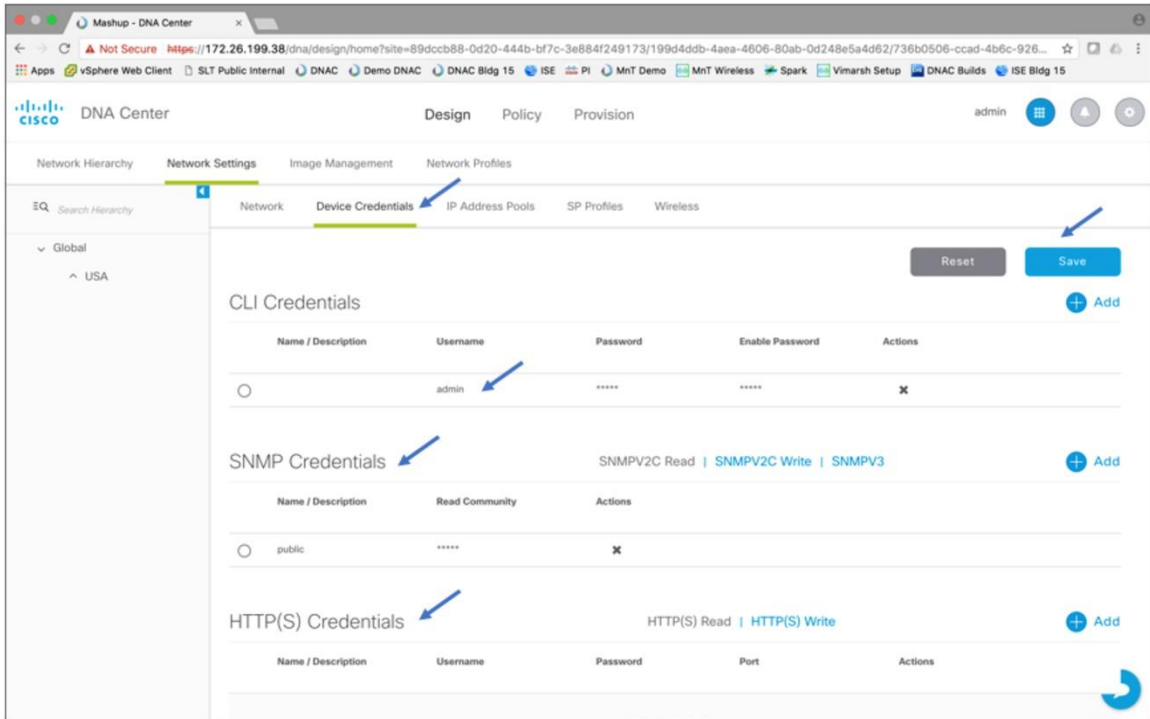 Mashup - DNA Center
Not Secure https://172.26.199.38/dna/design/home?site=89dccb88-0d20-444b-bf7c-3e884f249173/199d4ddb-4aea-4606-80ab-0d248e5a4d62/736b0506-ccad-4b6c-926...
Apps vSphere Web Client SLT Public Internal DNAC Demo DNAC DNAC Bldg 15 ISE PI MnT Demo MnT Wireless Spark Vimarsh Setup DNAC Builds ISE Bldg 15
CISCO DNA Center Design Policy Provision admin
Network Hierarchy Network Settings Image Management Network Profiles
Search Hierarchy Network Device Credentials IP Address Pools SP Profiles Wireless
Global
USA
Reset Save
CLI Credentials Add
Name / Description Username Password Enable Password Actions
admin ***** *****
SNMP Credentials SNMPV2C Read | SNMPV2C Write | SNMPV3 Add
Name / Description Read Community Actions
public *****
HTTP(S) Credentials HTTP(S) Read | HTTP(S) Write Add
Name / Description Username Password Port Actions